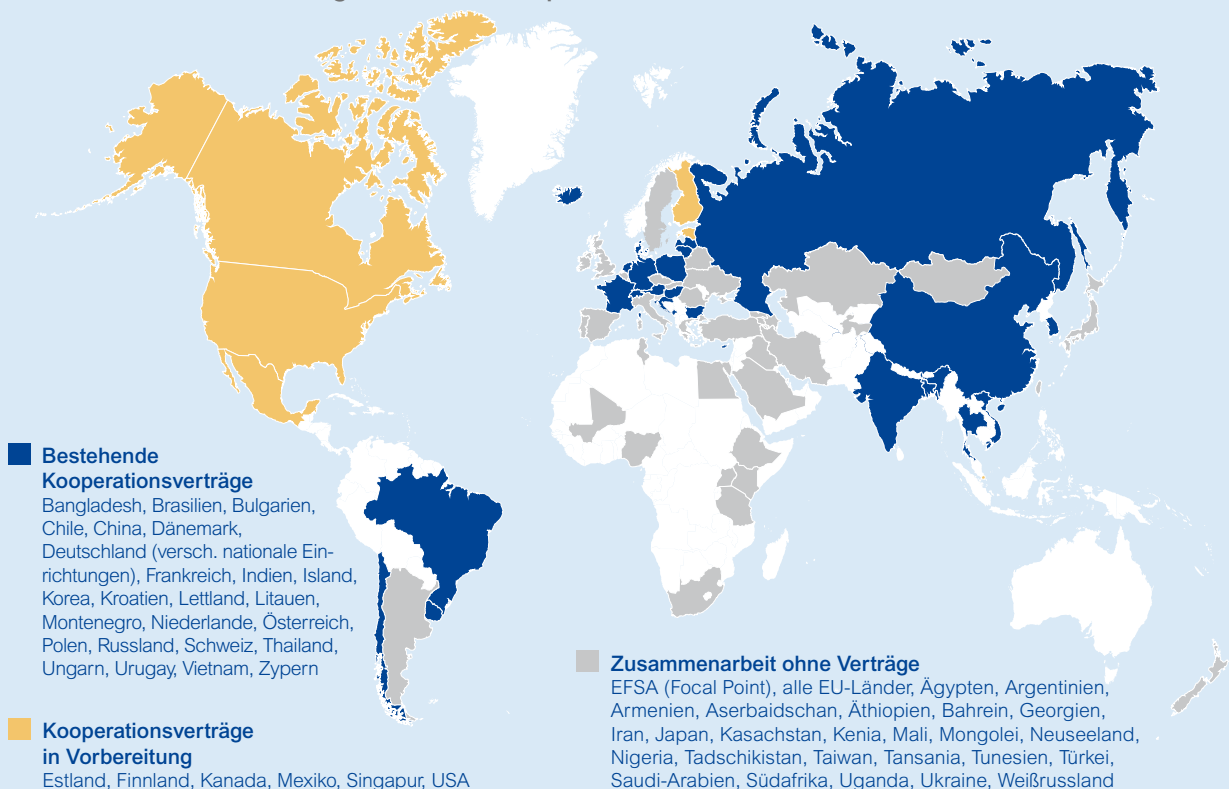 Bestehende
Kooperationsverträge
Bangladesh, Brasilien, Bulgarien,
Chile, China, Dänemark,
Deutschland (versch. nationale Ein-
richtungen), Frankreich, Indien, Island,
Korea, Kroatien, Lettland, Litauen,
Montenegro, Niederlande, Österreich,
Polen, Russland, Schweiz, Thailand,
Ungarn, Urugay, Vietnam, Zypern
Kooperationsverträge
in Vorbereitung
Estland, Finnland, Kanada, Mexiko, Singapur, USA
Zusammenarbeit ohne Verträge
EFSA (Focal Point), alle EU-Länder, Ägypten, Argentinien,
Armenien, Aserbaidschan, Äthiopien, Bahrein, Georgien,
Iran, Japan, Kasachstan, Kenia, Mali, Mongolei, Neuseeland,
Nigeria, Tadschikistan, Taiwan, Tansania, Tunesien, Türkei,
Saudi-Arabien, Südafrika, Uganda, Ukraine, Weißrussland